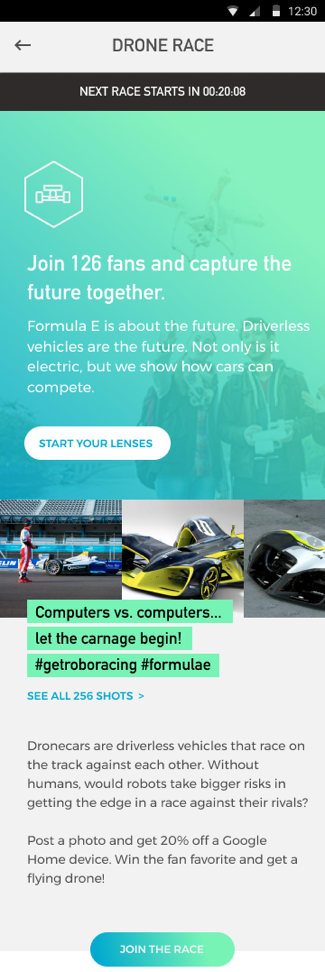 12:30
DRONE RACE
NEXT RACE STARTS IN 00:20:08
Join 126 fans and capture the
future together.
Formula E is about the future. Driverless
vehicles are the future. Not only is it
electric, but we show how cars can
compete.
START YOUR LENSES
Computers vs. computers...
let the carnage begin!
#getroboracing #formulae
SEE ALL 256 SHOTS >
Dronecars are driverless vehicles that race on
the track against each other. Without
humans, would robots take bigger risks in
getting the edge in a race against their rivals?
Post a photo and get 20% off a Google
Home device. Win the fan favorite and get a
flying drone!
JOIN THE RACE